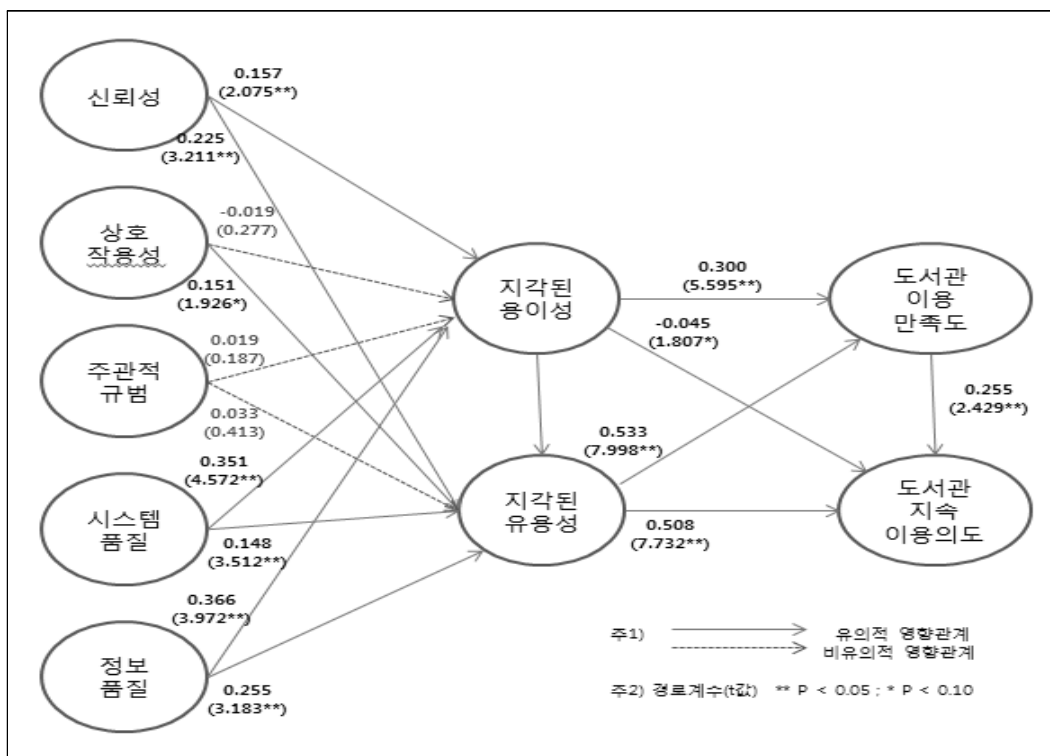 신뢰성
0.157
(2.075**)
0.225
(3.211**)
상호
작용성
-0.019
(0.277)
0.151
(1.926*)
주관적
규범
0.019
(0.187)
0.033
(0.413)
시스템
품질
0.351
(4.572**)
0.148
(3.512**)
정보
품질
0.366
(3.972**)
0.255
(3.183**)
지각된
용이성
지각된
유용성
0.300
(5.595**)
-0.045
(1.807*)
0.533
(7.998**)
0.508
(7.732**)
도서관
이용
만족도
0.255
(2.429**)
도서관
지속
이용의도
주1) 유의적 영향관계
비유의적 영향관계
주2) 경로계수(t값) ** P < 0.05 ; * P < 0.10